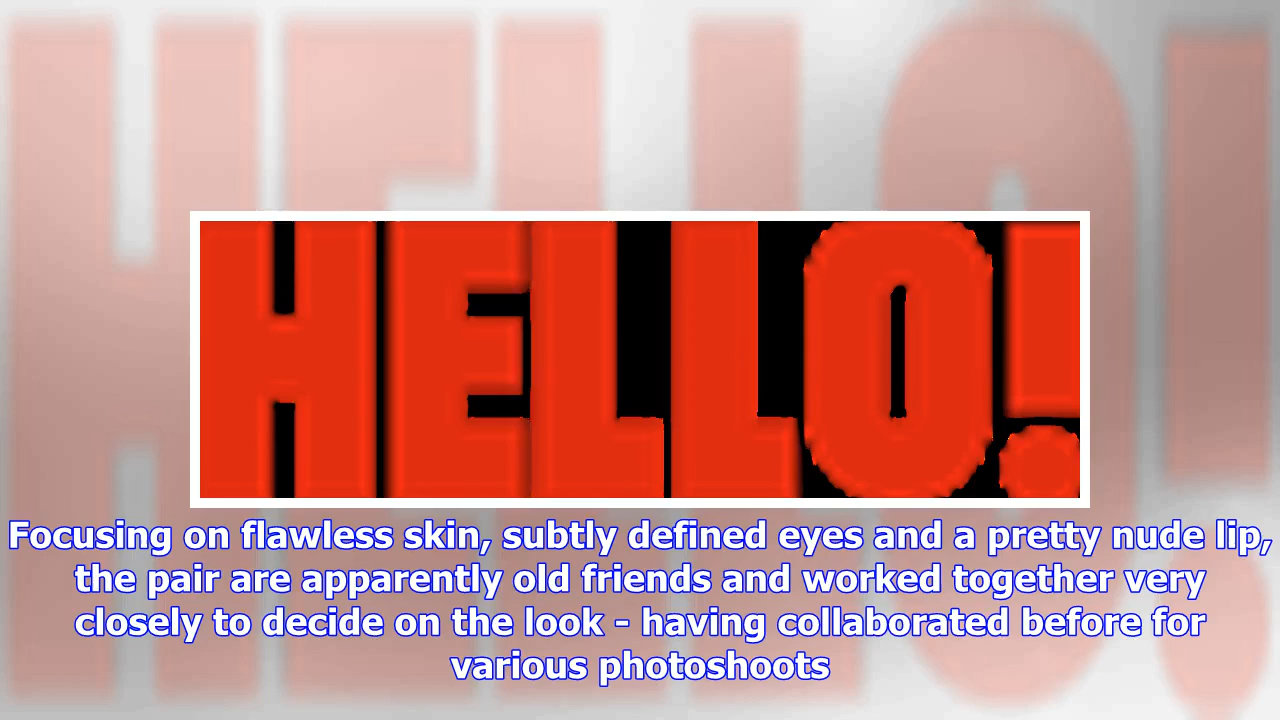 HELLO!
Focusing on flawless skin, subtly defined eyes and a pretty nude lip,
the pair are apparently old friends and worked together very
closely to decide on the look - having collaborated before for
various photoshoots